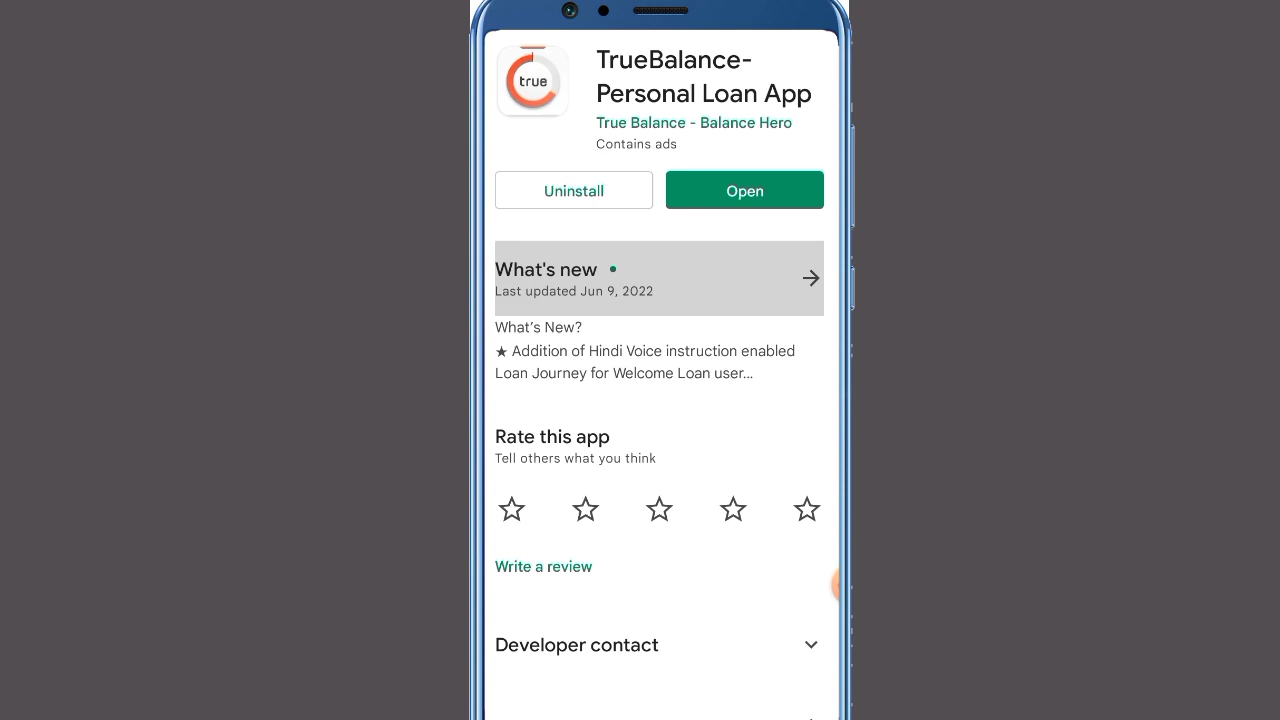 true
TrueBalance-
Personal Loan App
True Balance - Balance Hero
Contains ads
Uninstall
Open
What's new
Last updated Jun 9, 2022
What's New?
★ Addition of Hindi Voice instruction enabled
Loan Journey for Welcome Loan user...
Rate this app
Tell others what you think
Write a review
Developer contact